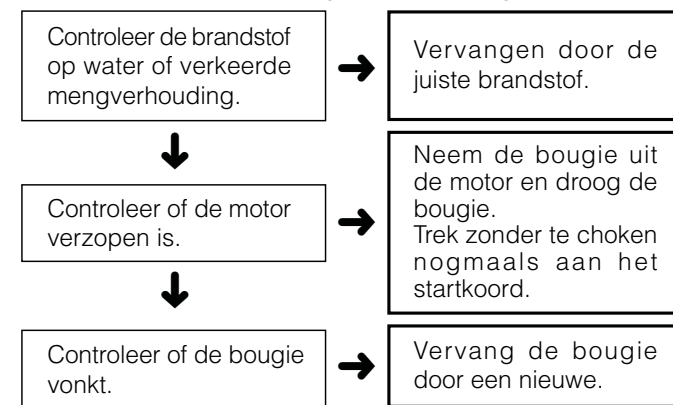 Controleer de brandstof
op water of verkeerde
mengverhouding.
Vervangen door de
juiste brandstof.
Controleer of de motor
verzopen is.
Neem de bougie uit
de motor en droog de
bougie.
Trek zonder te choken
nogmaals aan het
startkoord.
Controleer of de bougie
vonkt.
Vervang de bougie
door een nieuwe.